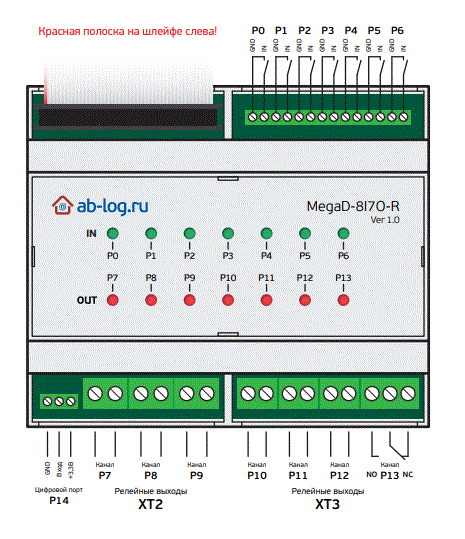 Красная полоска на шлейфе слева!
P0 P1 P2 P3 P4 P5 P6
GND IN GND IN GND IN GND IN GND IN GND IN GND IN
ab-log.ru
MegaD-8I7O-R
Ver 1.0
IN
P0 P1 P2 P3 P4 P5 P6
P7 P8 P9 P10 P11 P12 P13
OUT
GND Вход +3,3В
Канал Канал Канал Канал Канал Канал Канал
P7 P8 P9 P10 P11 P12 NO P13 NC
Цифровой порт
P14
Релейные выходы Релейные выходы
XT2 XT3